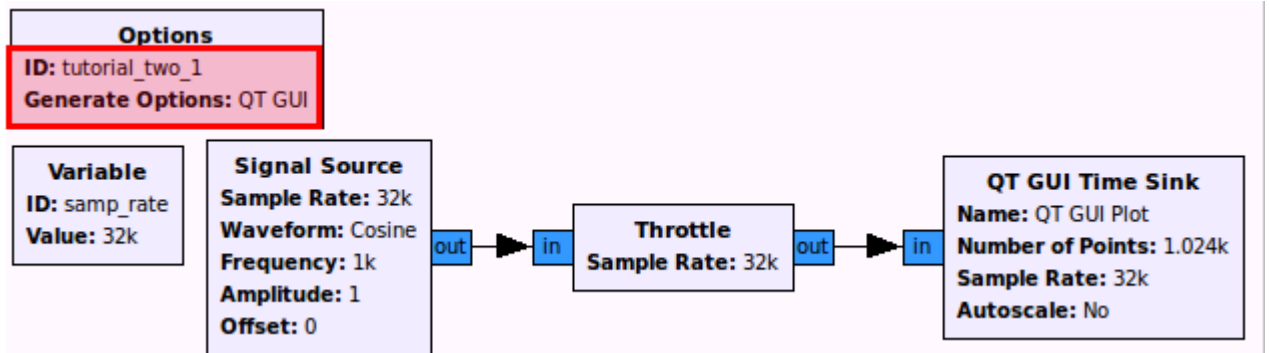 Options
ID: tutorial_two_1
Generate Options: QT GUI
Variable
ID: samp_rate
Value: 32k
Signal Source
Sample Rate: 32k
Waveform: Cosine
Frequency: 1k
Amplitude: 1
Offset: 0
out
in
Throttle
Sample Rate: 32k
out
in
QT GUI Time Sink
Name: QT GUI Plot
Number of Points: 1.024k
Sample Rate: 32k
Autoscale: No